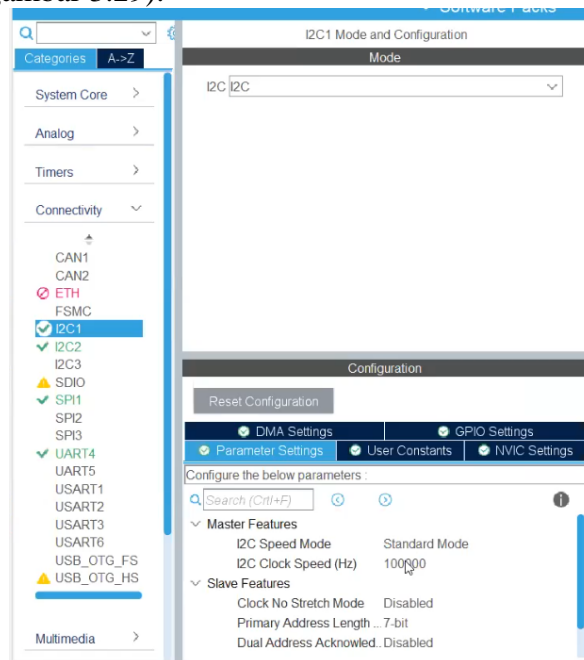 Software Packs
I2C1 Mode and Configuration
Categories A->Z
Mode
System Core
I2C I2C
Analog
Timers
Connectivity
CAN1
CAN2
ETH
FSMC
I2C1
I2C2
I2C3
SDIO
SPI1
SPI2
SPI3
UART4
UART5
USART1
USART2
USART3
USART6
USB_OTG_FS
USB_OTG_HS
Multimedia
Configuration
Reset Configuration
DMA Settings GPIO Settings
Parameter Settings User Constants NVIC Settings
Configure the below parameters :
Search (Crtl+F)
Master Features
I2C Speed Mode Standard Mode
I2C Clock Speed (Hz) 100000
Slave Features
Clock No Stretch Mode Disabled
Primary Address Length ... 7-bit
Dual Address Acknowled.. Disabled